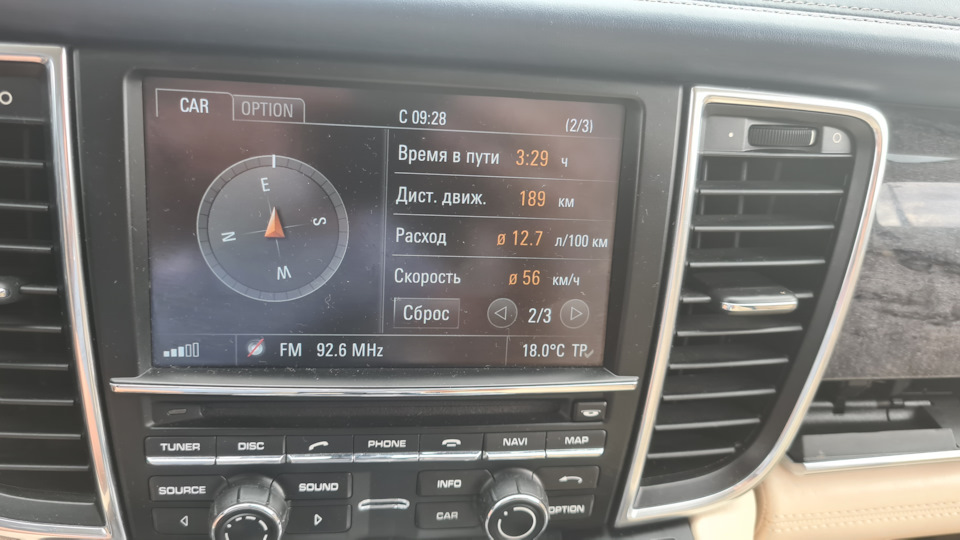 CAR OPTION
C 09:28 (2/3)
Время в пути 3:29 ч
Дист. движ. 189 км
Расход ø 12.7 л/100 км
Скорость ø 56 км/ч
E
S
N
W
Сброс 2/3
FM 92.6 MHz 18.0°C TP
TUNER DISC PHONE NAVI MAP
SOURCE SOUND INFO
CAR OPTION